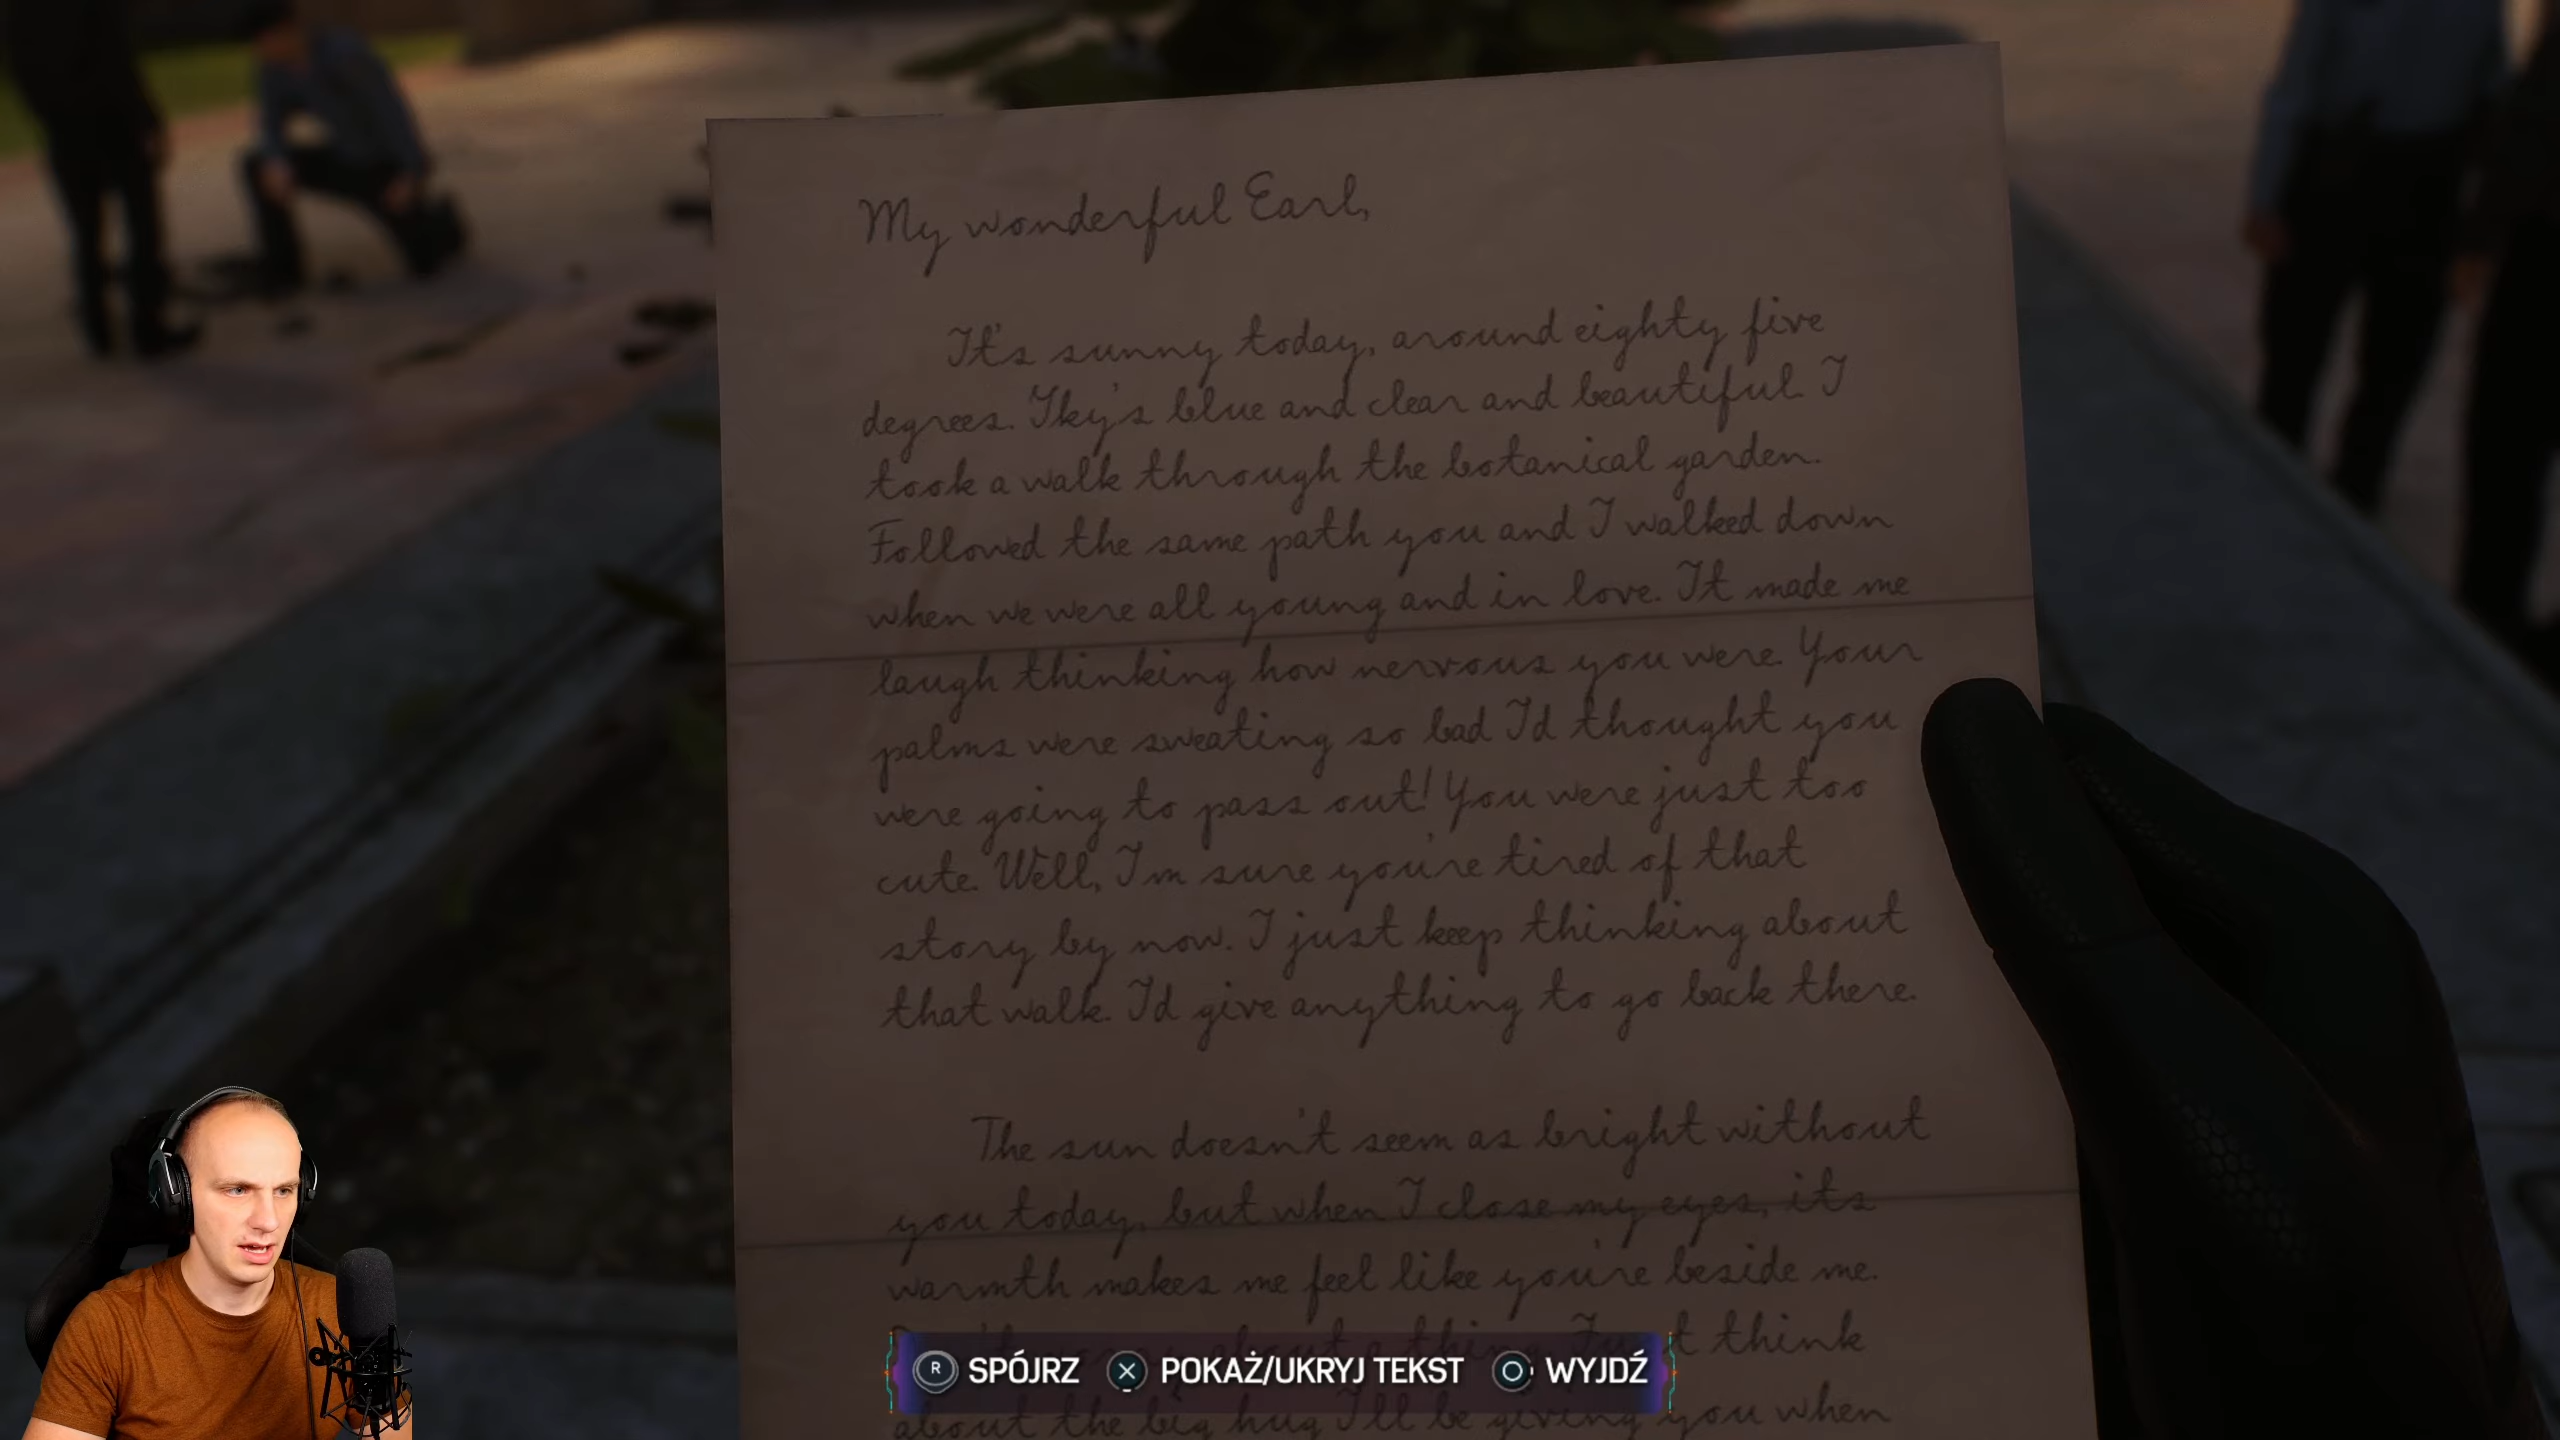 My wonderful Earl,
It's sunny today, around eighty five
degrees. Sky's blue and clear and beautiful. I
took a walk through the botanical garden.
Followed the same path you and I walked down
when we were all young and in love. It made me
laugh thinking how nervous you were. Your
palms were sweating so bad I'd thought you
were going to pass out! You were just too
cute. Well, I'm sure you're tired of that
story by now. I just keep thinking about
that walk. I'd give anything to go back there.
The sun doesn't seem as bright without
you today, but when I close my eyes, its
warmth makes me feel like you're beside me.
about a thing. Just think
R SPÓJRZ POKAŻ/UKRYJ TEKST WYJDŹ
about the big hug I'll be giving you when